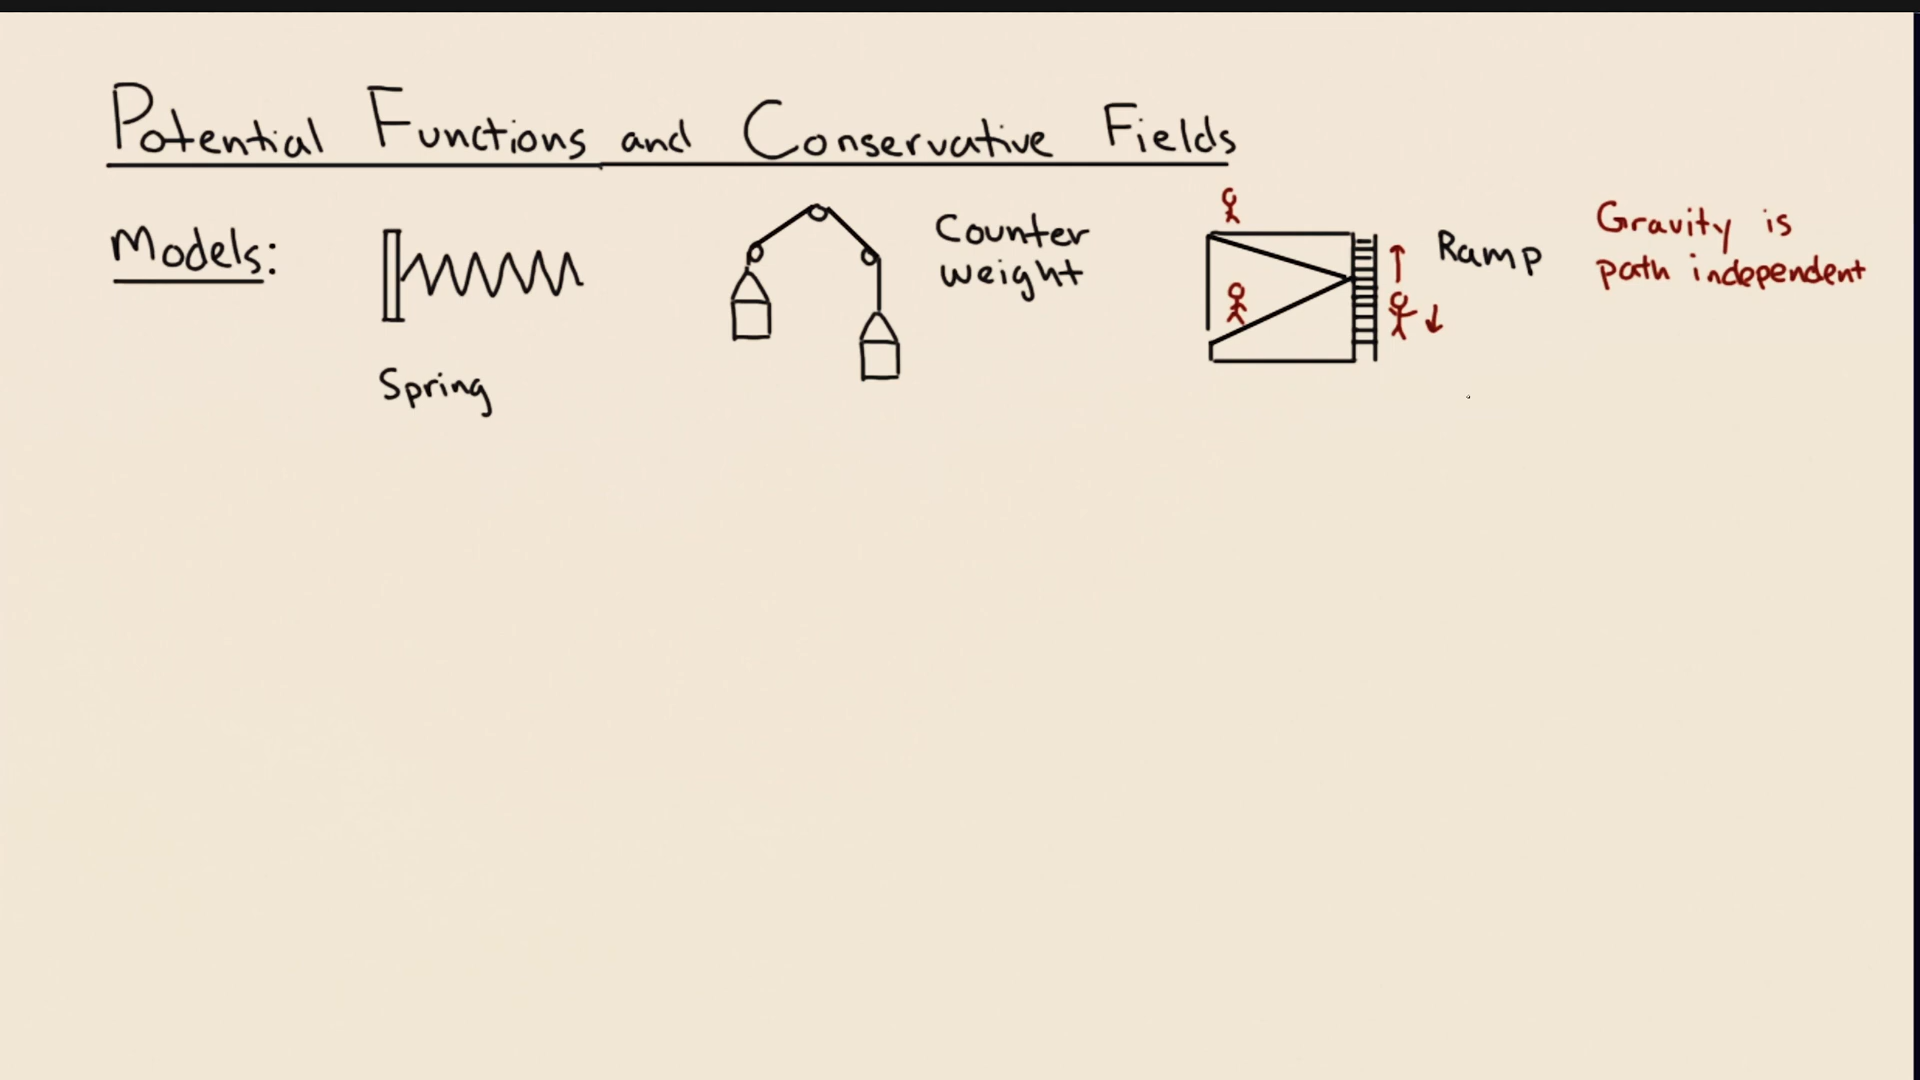 Potential Functions and Conservative Fields
Models:
Spring
Counter
weight
Ramp
Gravity is
path independent